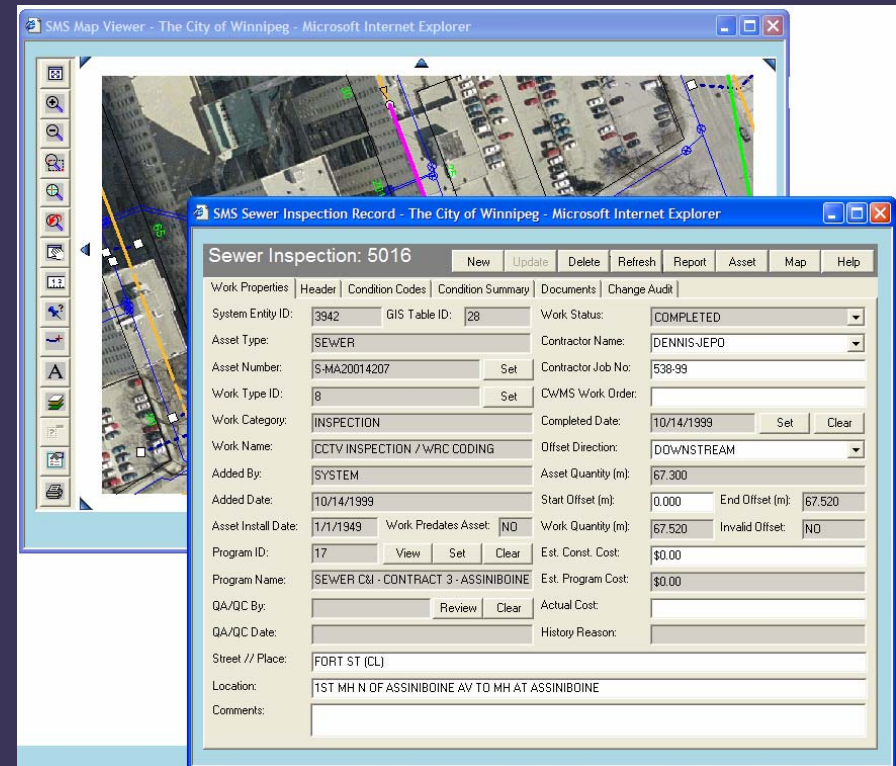 SMS Map Viewer - The City of Winnipeg - Microsoft Internet Explorer
SMS Sewer Inspection Record - The City of Winnipeg - Microsoft Internet Explorer
Sewer Inspection: 5016 New Update Delete Refresh Report Asset Map Help
Work Properties Header Condition Codes Condition Summary Documents Change Audit
System Entity ID: 3942 GIS Table ID: 28 Work Status: COMPLETED
Asset Type: SEWER Contractor Name: DENNIS-JEPO
Asset Number: S-MA20014207 Set Contractor Job No: 538-99
Work Type ID: 8 Set CWMS Work Order:
Work Category: INSPECTION Completed Date: 10/14/1999 Set Clear
Work Name: CCTV INSPECTION / WRC CODING Offset Direction: DOWNSTREAM
Added By: SYSTEM Asset Quantity (m): 67.300
Added Date: 10/14/1999 Start Offset (m): 0.000 End Offset (m): 67.520
Asset Install Date: 1/1/1949 Work Predates Asset: NO Work Quantity (m): 67.520 Invalid Offset: NO
Program ID: 17 View Set Clear Est. Const. Cost: $0.00
Program Name: SEWER C&I - CONTRACT 3 - ASSINIBOINE Est. Program Cost: $0.00
QA/QC By: Review Clear Actual Cost:
QA/QC Date: History Reason:
Street // Place: FORT ST (CL)
Location: 1ST MH N OF ASSINIBOINE AV TO MH AT ASSINIBOINE
Comments: